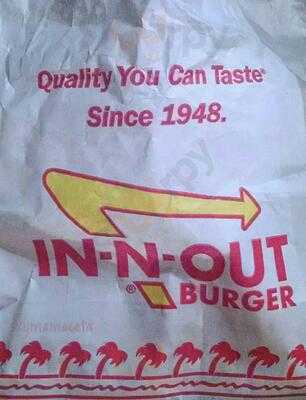 Quality You Can Taste®
Since 1948.
IN-N-OUT
® BURGER